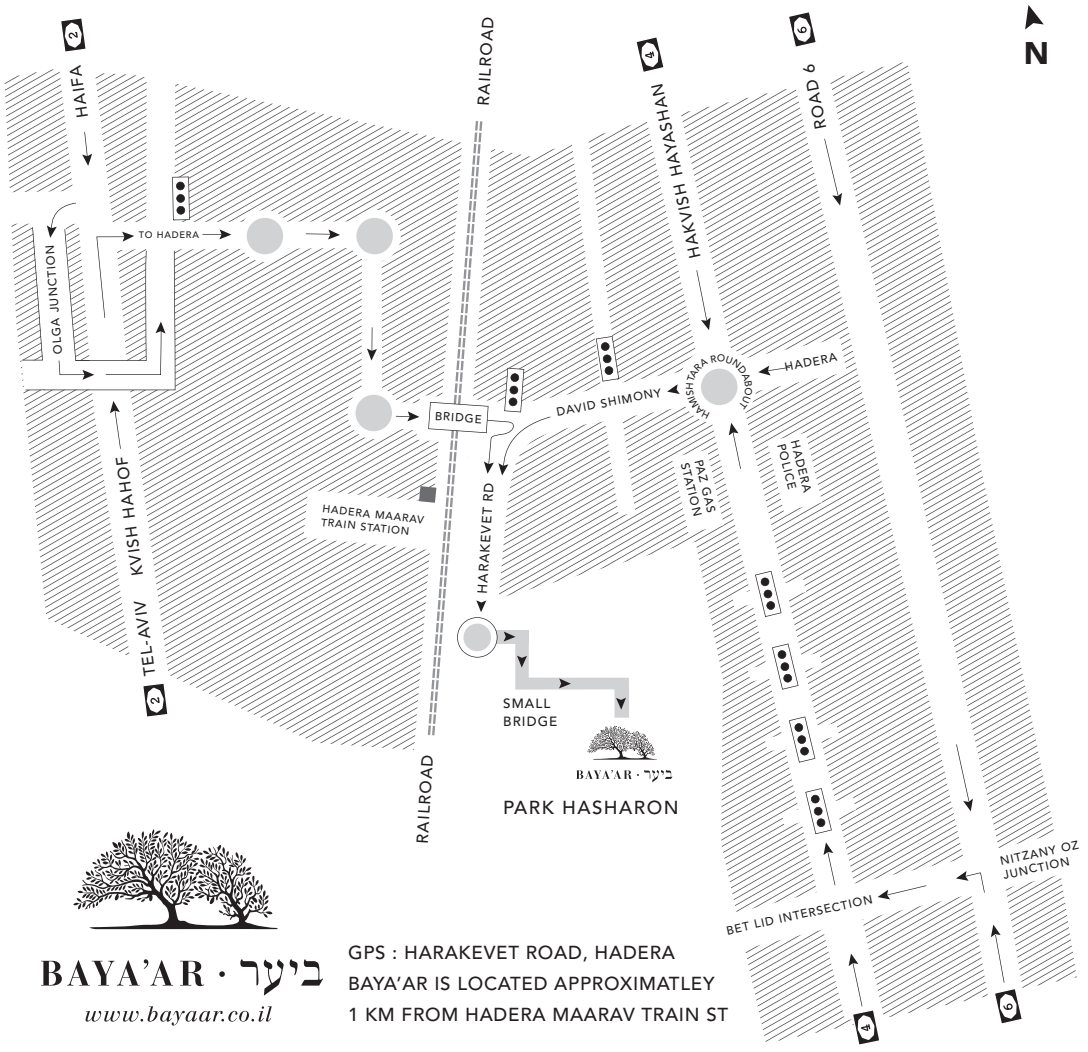 2
HAIFA
RAILROAD
4
HAKVISH HAYASHAN
6
ROAD 6
N
TO HADERA
OLGA JUNCTION
HAMISHTARA ROUNDABOUT
HADERA
DAVID SHIMONY
BRIDGE
HADERA
POLICE
PAZ GAS
STATION
KVISH HAHOF
TEL-AVIV
2
HADERA MAARAV
TRAIN STATION
HARAKEVET RD
SMALL
BRIDGE
BAYA'AR · ביער
PARK HASHARON
RAILROAD
NITZANY OZ
JUNCTION
BET LID INTERSECTION
4
6
BAYA'AR · ביער
www.bayaar.co.il
GPS : HARAKEVET ROAD, HADERA
BAYA'AR IS LOCATED APPROXIMATLEY
1 KM FROM HADERA MAARAV TRAIN ST